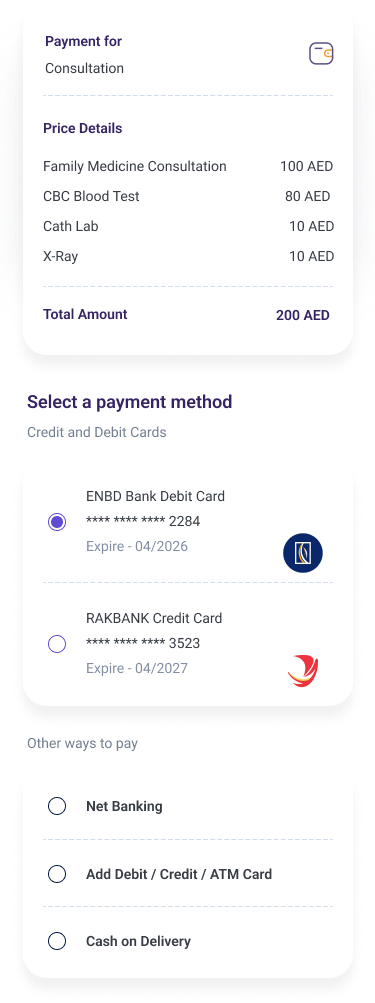 Payment for
Consultation
Price Details
Family Medicine Consultation 100 AED
CBC Blood Test 80 AED
Cath Lab 10 AED
X-Ray 10 AED
Total Amount 200 AED
Select a payment method
Credit and Debit Cards
ENBD Bank Debit Card
**** **** **** 2284
Expire - 04/2026
RAKBANK Credit Card
**** **** **** 3523
Expire - 04/2027
Other ways to pay
Net Banking
Add Debit / Credit / ATM Card
Cash on Delivery